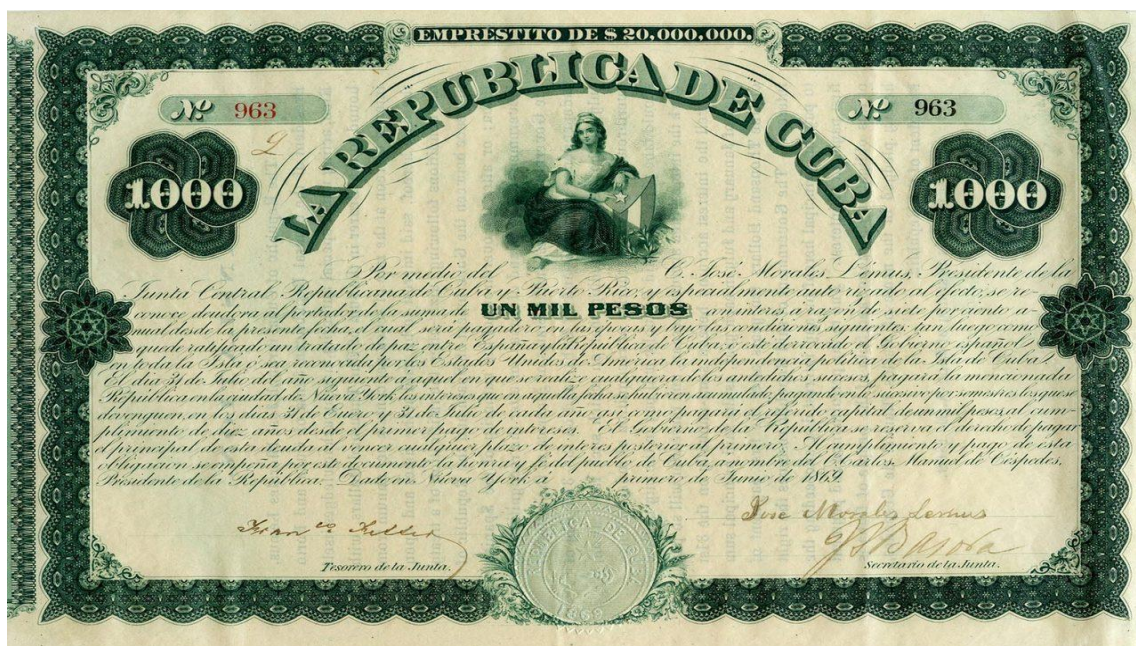 EMPRÉSTITO DE $ 20,000,000.
LA REPUBLICA DE CUBA
Nº 963
Nº 963
2
1000
1000
Por medio del C. José Morales Lémus, Presidente de la
Junta Central Republicana de Cuba y Puerto Rico, y especialmente autorizado al efecto, se re-
conoce deudora al portador de la suma de UN MIL PESOS con interes á razon de siete por ciento a-
nual desde la presente fecha, el cual será pagadero en los plazos y bajo las condiciones siguientes, tan luego como
quede ratificado un tratado de paz entre España y la República de Cuba, o esté derrocado el Gobierno español
en toda la Isla ó sea reconocida por los Estados Unidos de América la independencia política de la Isla de Cuba.
El dia 31 de Julio del año siguiente a aquel en que se realize cualquiera de los antedichos sucesos, pagará la mencionada
República en la ciudad de Nueva York los intereses que en aquella fecha se hubieren acumulado, pagando en lo sucesivo por semestres los que se
devenguen, en los dias 31 de Enero y 31 de Julio de cada año así como pagará el referido capital de un mil pesos, al cum-
plimiento de diez años desde el primer pago de intereses. El Gobierno de la República se reserva el derecho de pagar
el principal de esta deuda al vencer cualquier plazo de interes posterior al primero. Al cumplimiento y pago de esta
obligacion se empeña por este documento la honra y fé del pueblo de Cuba, a nombre del C. Carlos Manuel de Céspedes,
Presidente de la República. Dado en Nueva York á primero de Junio de 1869.
Jose Morales Lemus
Tesorero de la Junta.
Secretario de la Junta.
REPUBLICA DE CUBA
1869